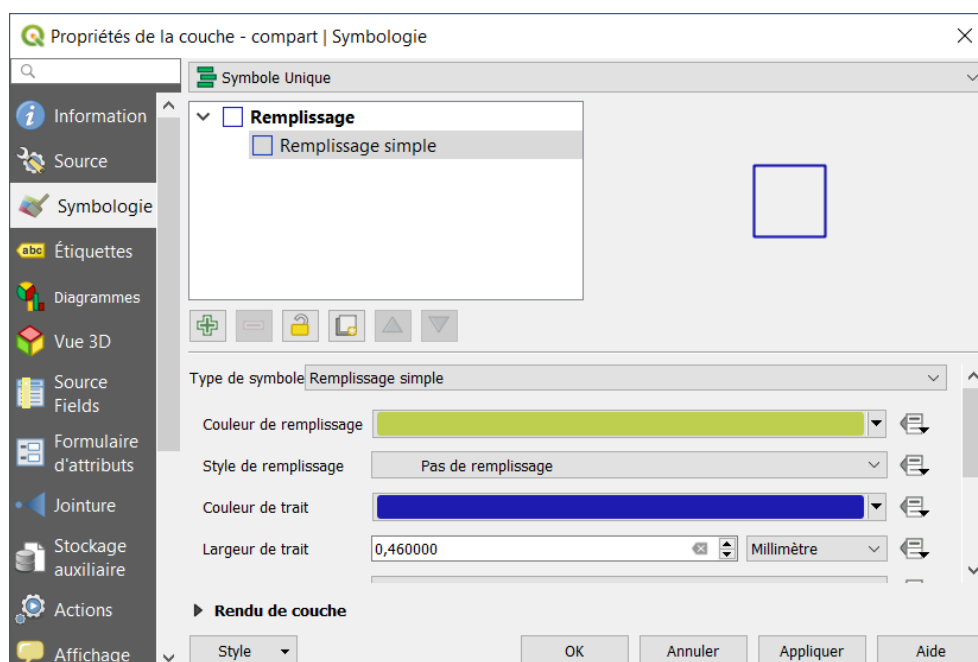 Propriétés de la couche - compart | Symbologie
Symbole Unique
Information
Source
Symbologie
abc Étiquettes
Diagrammes
Vue 3D
Source
Fields
Formulaire
d'attributs
Jointure
Stockage
auxiliaire
Actions
Affichage
Remplissage
Remplissage simple
Type de symbole Remplissage simple
Couleur de remplissage
Style de remplissage Pas de remplissage
Couleur de trait
Largeur de trait 0,460000 Millimètre
Rendu de couche
Style OK Annuler Appliquer Aide